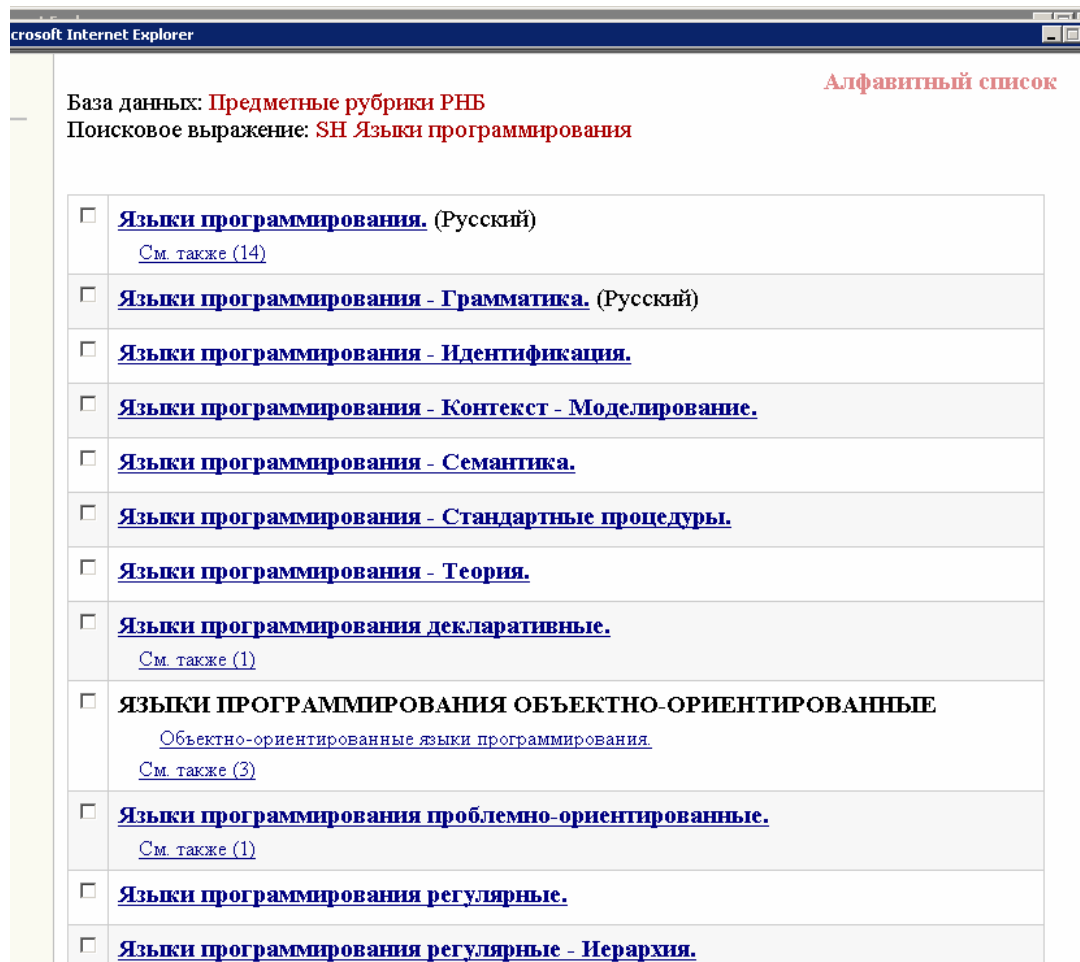 crosoft Internet Explorer
Алфавитный список
База данных: Предметные рубрики РНБ
Поисковое выражение: SH Языки программирования
Языки программирования. (Русский)
См. также (14)
Языки программирования - Грамматика. (Русский)
Языки программирования - Идентификация.
Языки программирования - Контекст - Моделирование.
Языки программирования - Семантика.
Языки программирования - Стандартные процедуры.
Языки программирования - Теория.
Языки программирования декларативные.
См. также (1)
ЯЗЫКИ ПРОГРАММИРОВАНИЯ ОБЪЕКТНО-ОРИЕНТИРОВАННЫЕ
Объектно-ориентированные языки программирования.
См. также (3)
Языки программирования проблемно-ориентированные.
См. также (1)
Языки программирования регулярные.
Языки программирования регулярные - Иерархия.